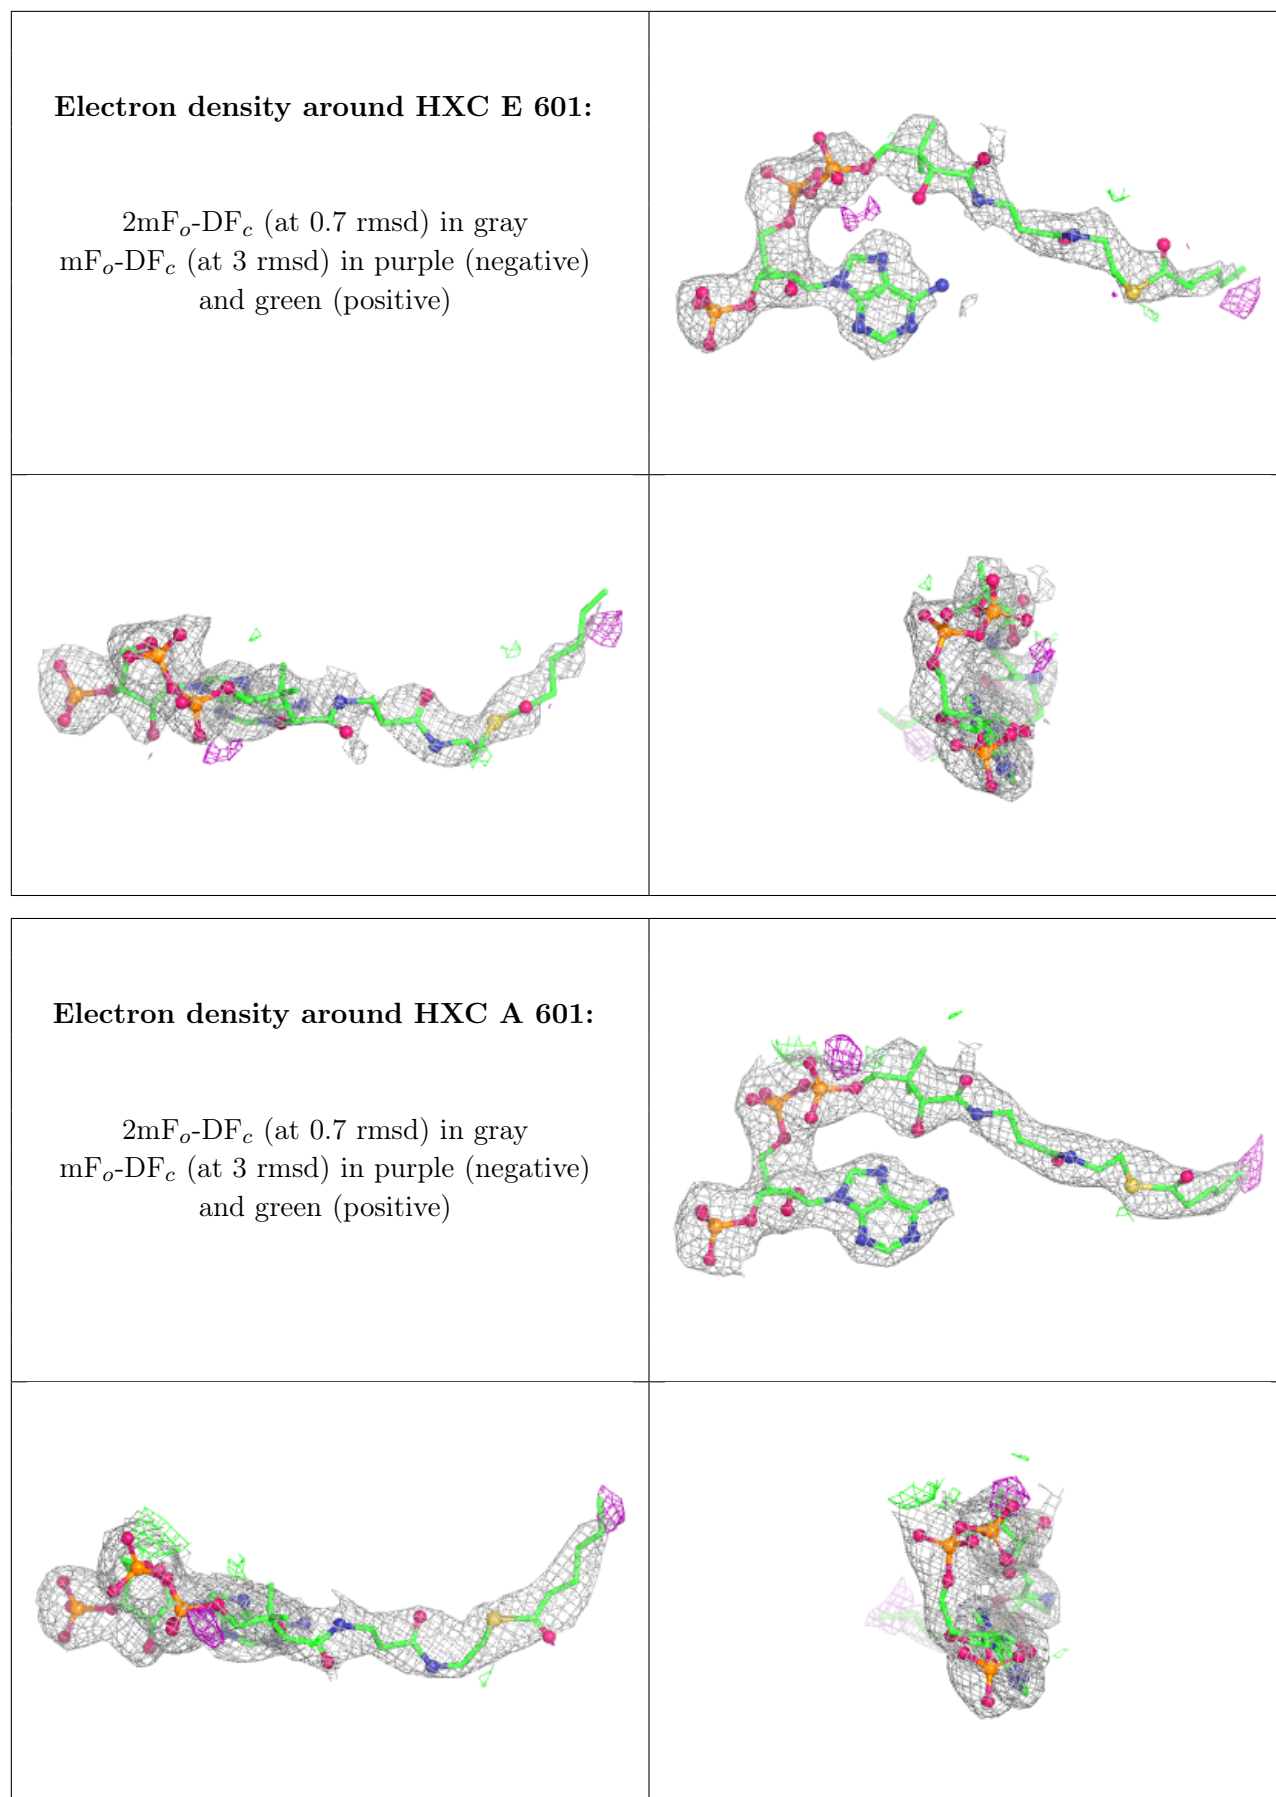 Electron density around HXC E 601:
2mFₒ-DF𝒸 (at 0.7 rmsd) in gray
mFₒ-DF𝒸 (at 3 rmsd) in purple (negative)
and green (positive)
Electron density around HXC A 601:
2mFₒ-DF𝒸 (at 0.7 rmsd) in gray
mFₒ-DF𝒸 (at 3 rmsd) in purple (negative)
and green (positive)